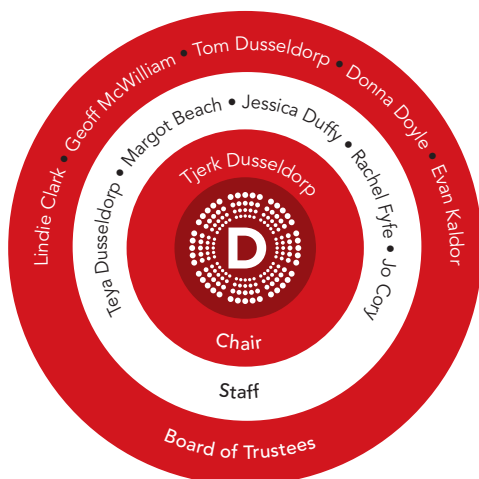 Lindie Clark • Geoff McWilliam • Tom Dusseldorp • Donna Doyle • Evan Kaldor
Teya Dusseldorp • Margot Beach • Jessica Duffy • Rachel Fyfe • Jo Cory
Tjerk Dusseldorp
D
Chair
Staff
Board of Trustees